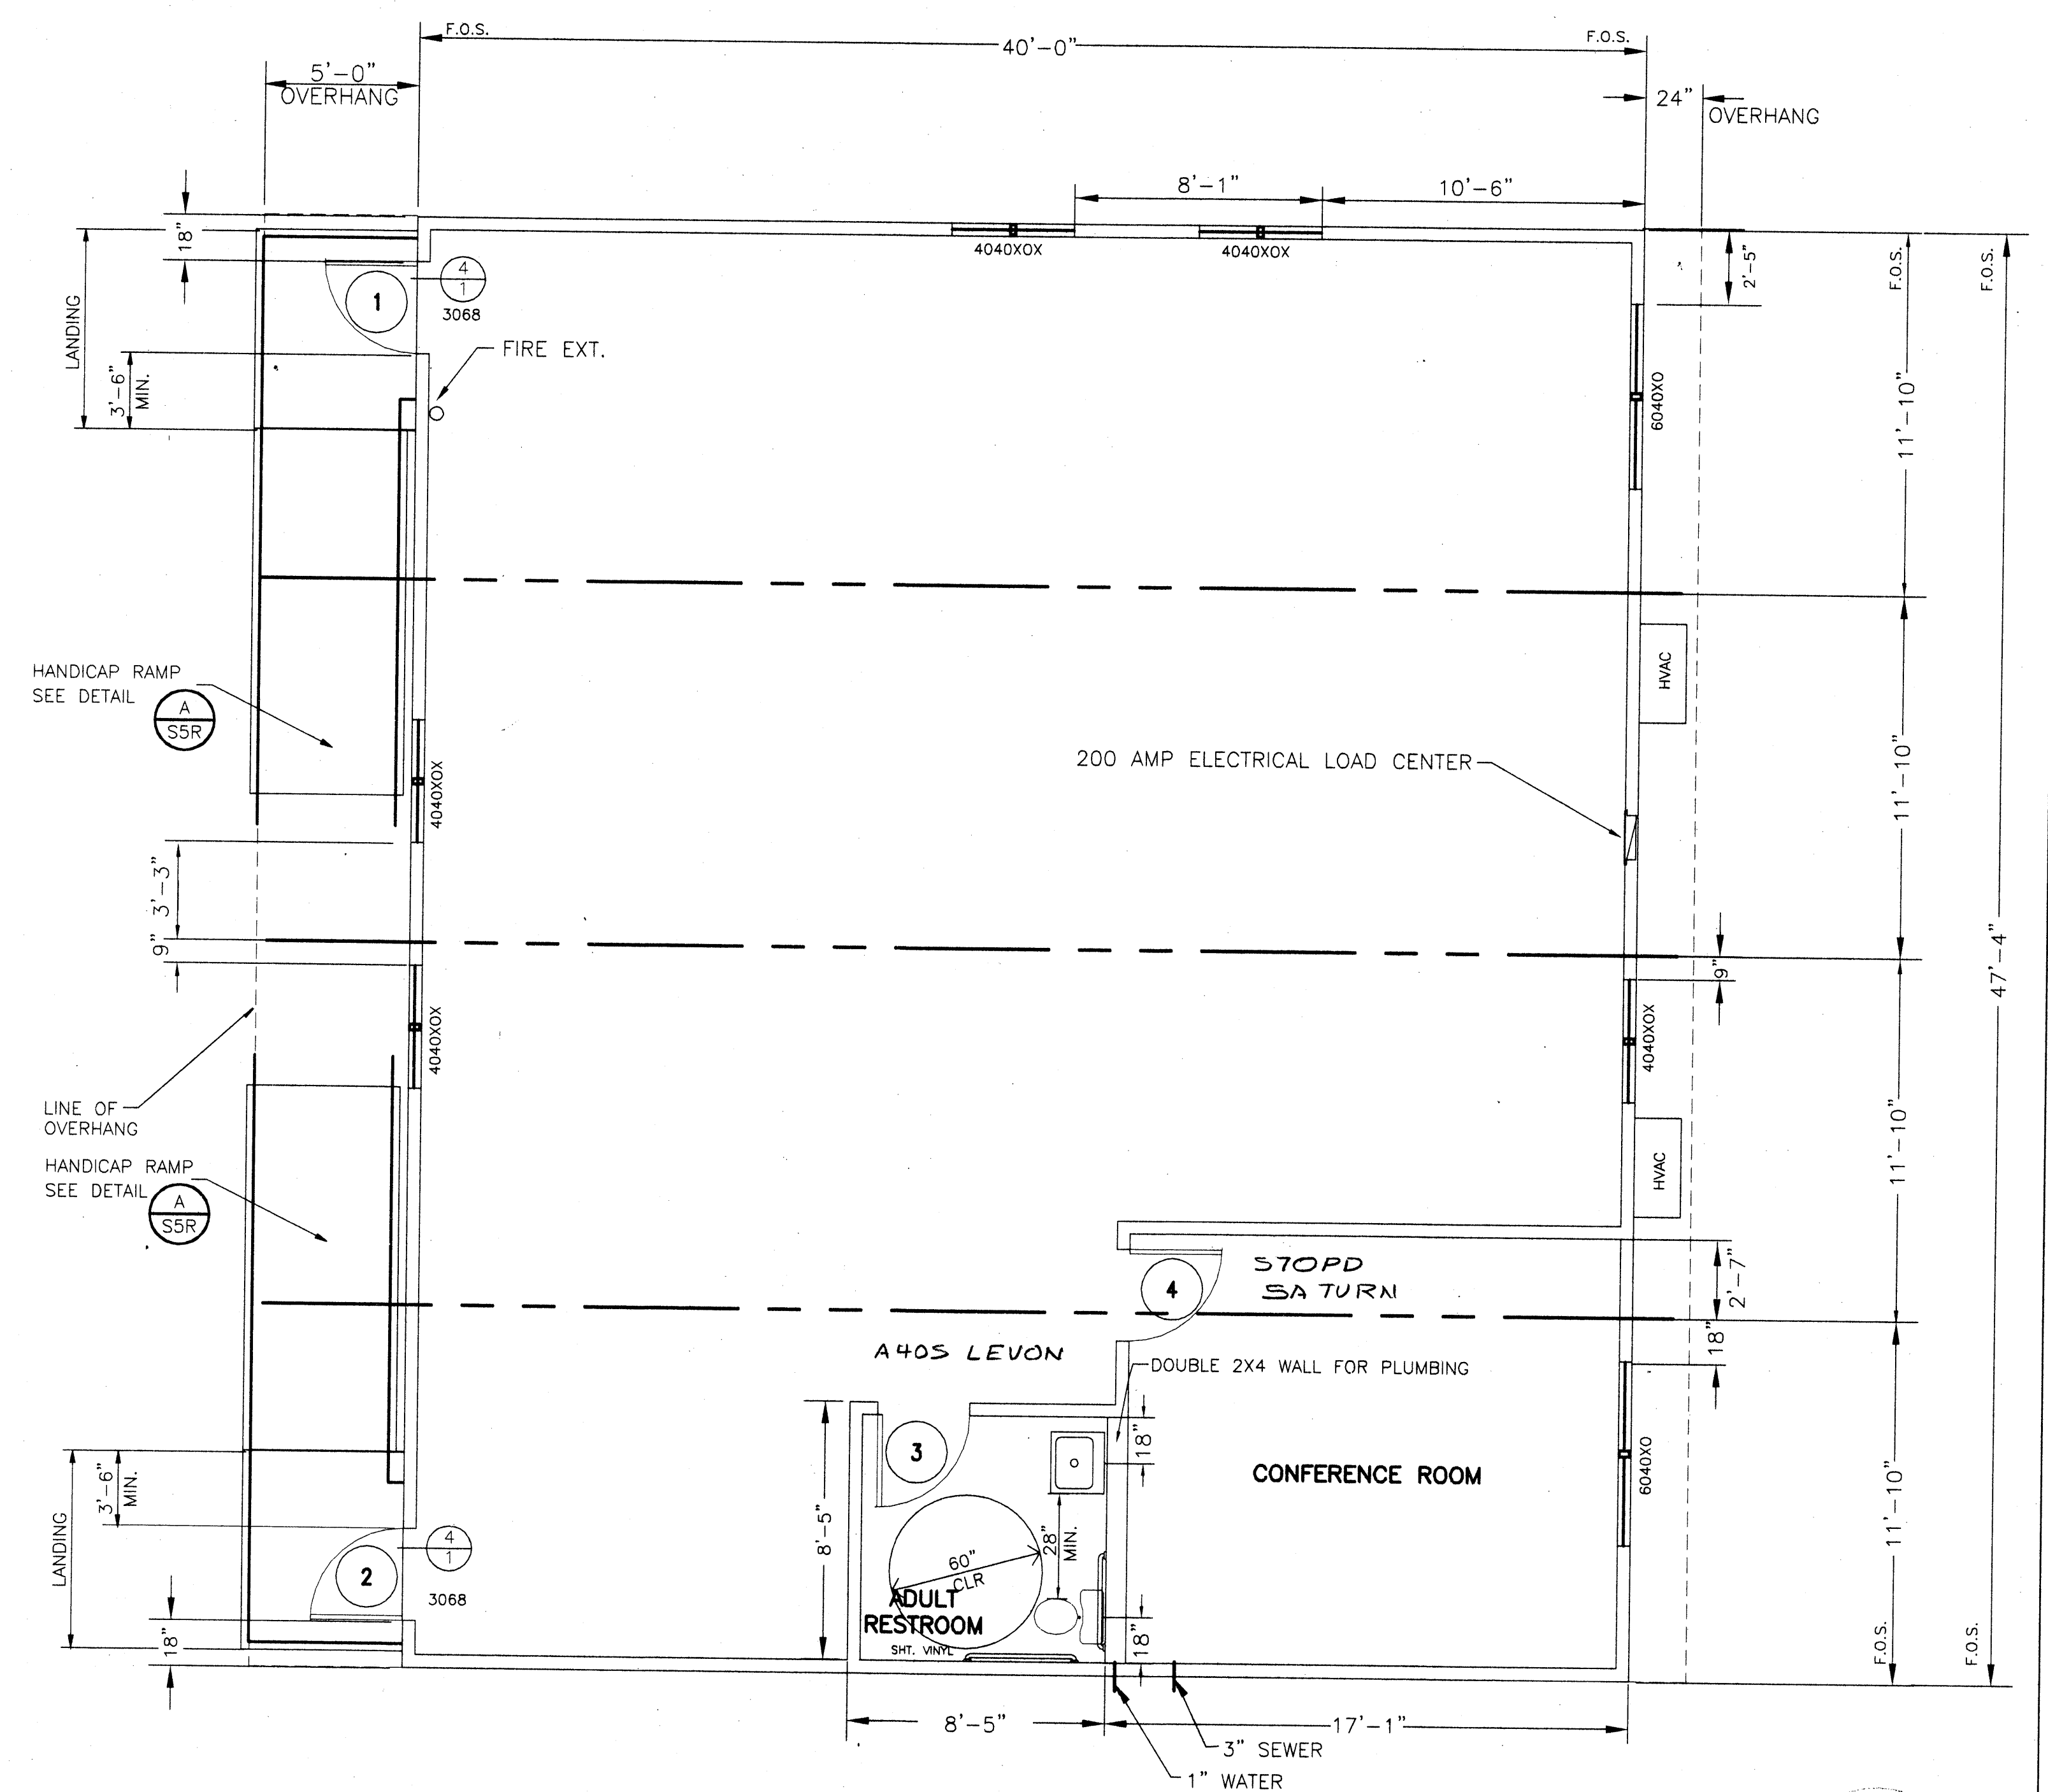 F.O.S.
40'-0"
F.O.S.
5'-0"
OVERHANG
24"
OVERHANG
8'-1"
10'-6"
18"
4040XOX
4040XOX
2'-5"
F.O.S.
F.O.S.
LANDING
1
4
1
3068
3'-6"
MIN.
FIRE EXT.
6040XO
11'-10"
HANDICAP RAMP
SEE DETAIL
A
S5R
HVAC
4040XOX
200 AMP ELECTRICAL LOAD CENTER
11'-10"
3'-3"
9"
9"
47'-4"
4040XOX
4040XOX
LINE OF
OVERHANG
11'-10"
HANDICAP RAMP
SEE DETAIL
A
S5R
HVAC
S70PD
SATURN
4
2'-7"
18"
A40S LEVON
DOUBLE 2X4 WALL FOR PLUMBING
3
18"
CONFERENCE ROOM
6040XO
11'-10"
3'-6"
MIN.
LANDING
8'-5"
28"
MIN.
60"
CLR
4
1
2
3068
ADULT
RESTROOM
SHT. VINYL
18"
18"
F.O.S.
F.O.S.
8'-5"
17'-1"
3" SEWER
1" WATER